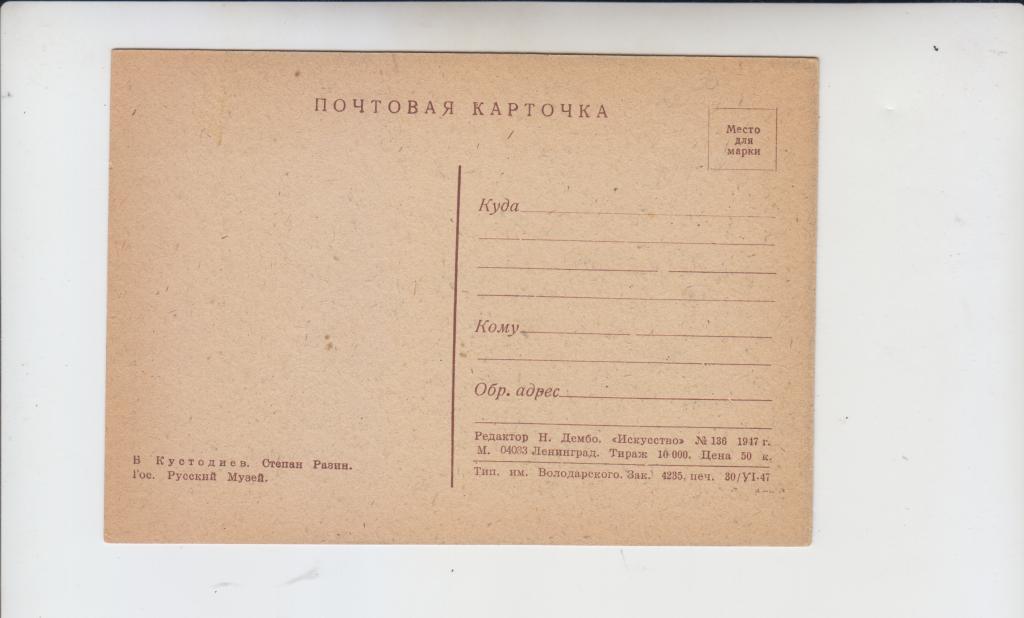 ПОЧТОВАЯ КАРТОЧКА
Место
для
марки
Куда
Кому
Обр. адрес
Редактор Н. Дембо. «Искусство» № 136 1947 г.
М. 04083 Ленинград. Тираж 10 000. Цена 50 к.
Тип. им. Володарского. Зак. 4235, печ. 30/VI-47
Б Кустодиев. Степан Разин.
Гос. Русский Музей.